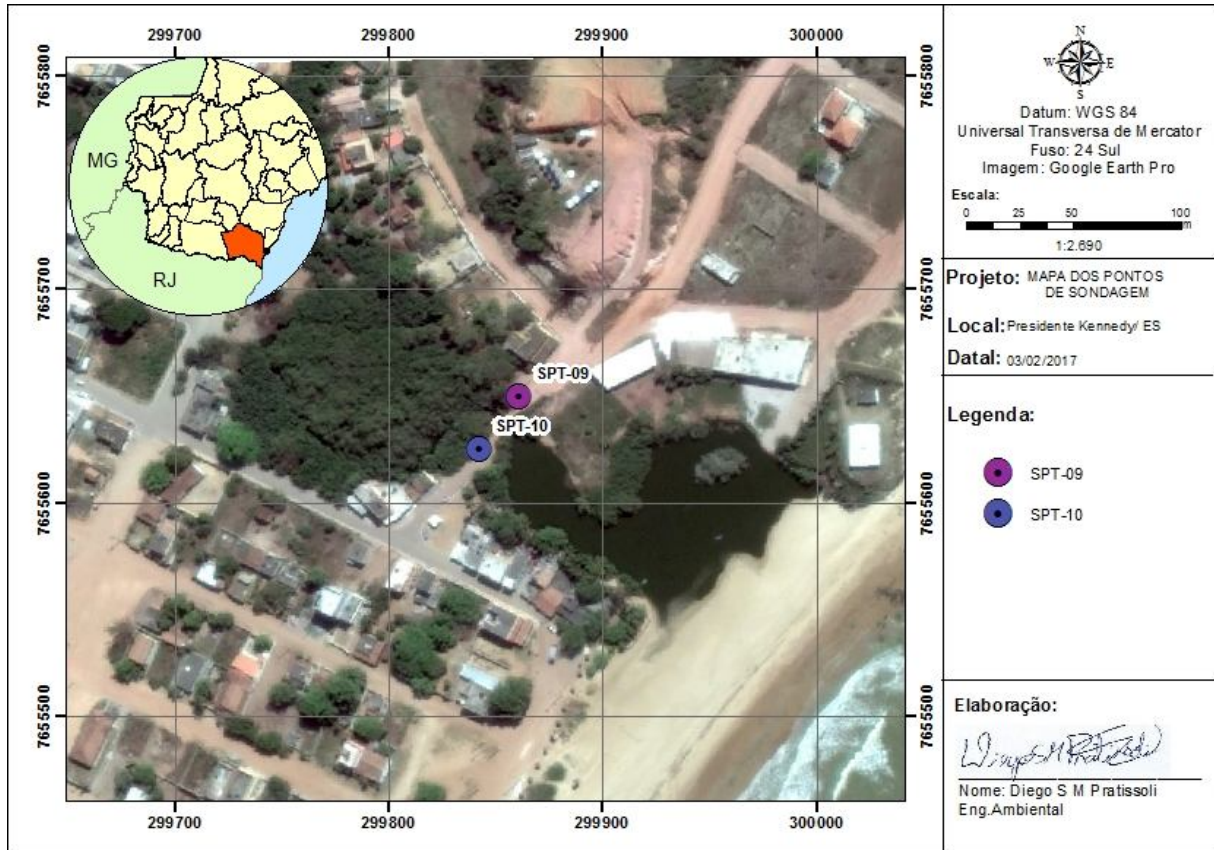 299700 299800 299900 300000
7655800
7655700
7655600
7655500
MG
RJ
SPT-09
SPT-10
7655800
7655700
7655600
7655500
299700 299800 299900 300000
N
W E
S
Datum: WGS 84
Universal Transversa de Mercator
Fuso: 24 Sul
Imagem: Google Earth Pro
Escala:
0 25 50 100
m
1:2.690
Projeto: MAPA DOS PONTOS
DE SONDAGEM
Local: Presidente Kennedy/ ES
Datal: 03/02/2017
Legenda:
SPT-09
SPT-10
Elaboração:
Nome: Diego S M Pratissoli
Eng.Ambiental